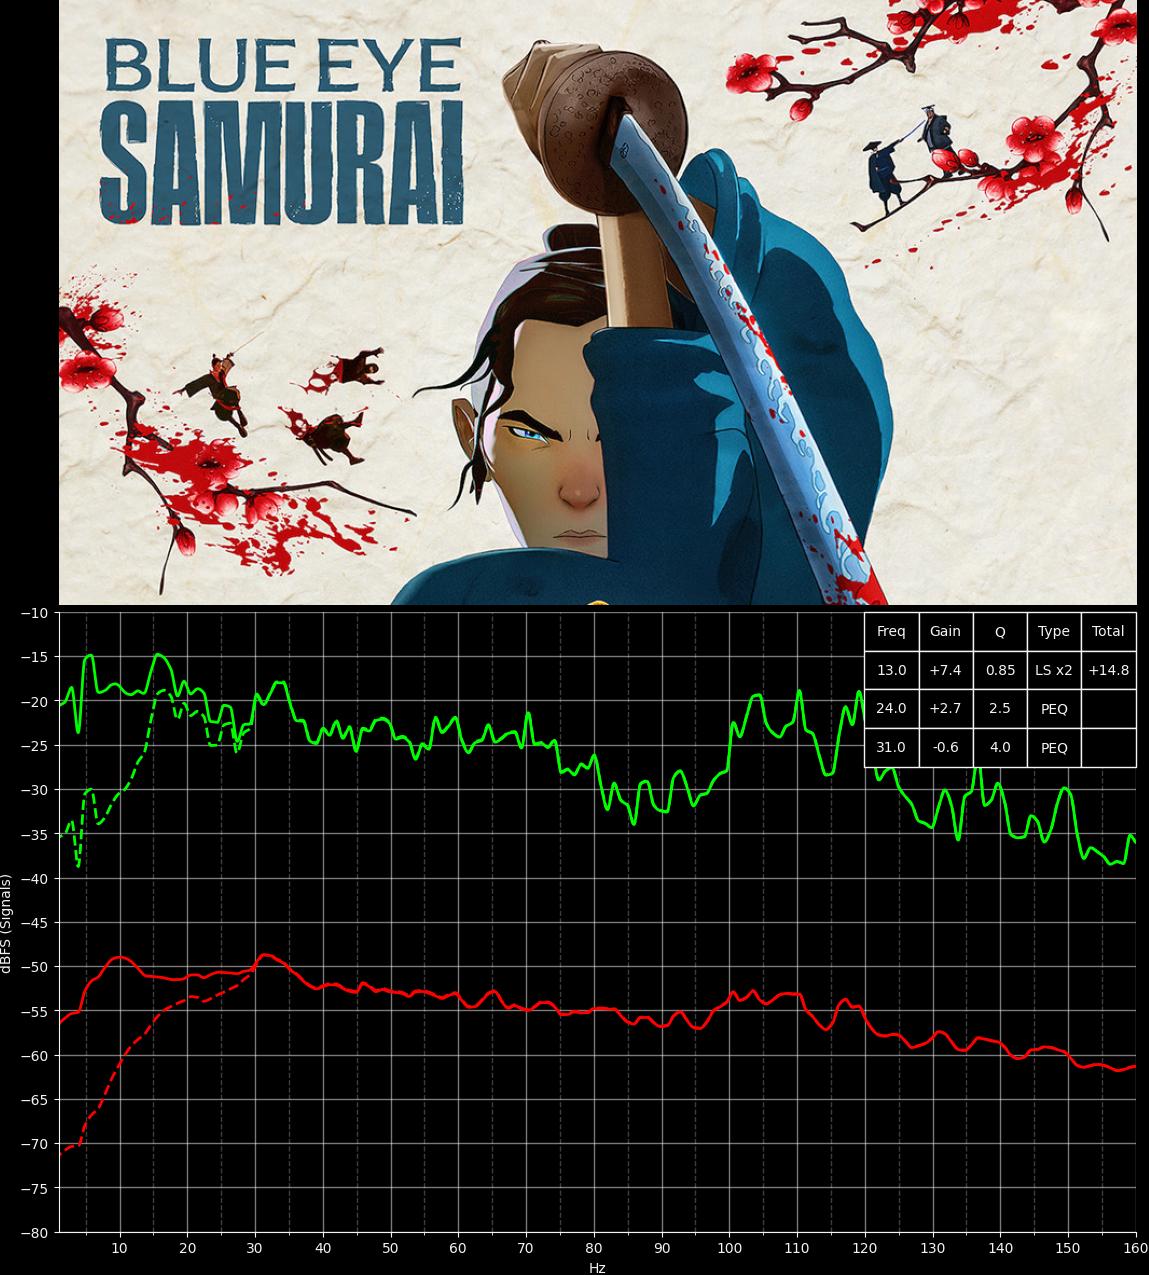 BLUE EYE
SAMURAI
Freq Gain Q Type Total
13.0 +7.4 0.85 LS x2 +14.8
24.0 +2.7 2.5 PEQ
31.0 -0.6 4.0 PEQ
−10
−15
−20
−25
−30
−35
−40
−45
−50
−55
−60
−65
−70
−75
−80
dBFS (Signals)
10 20 30 40 50 60 70 80 90 100 110 120 130 140 150 160
Hz